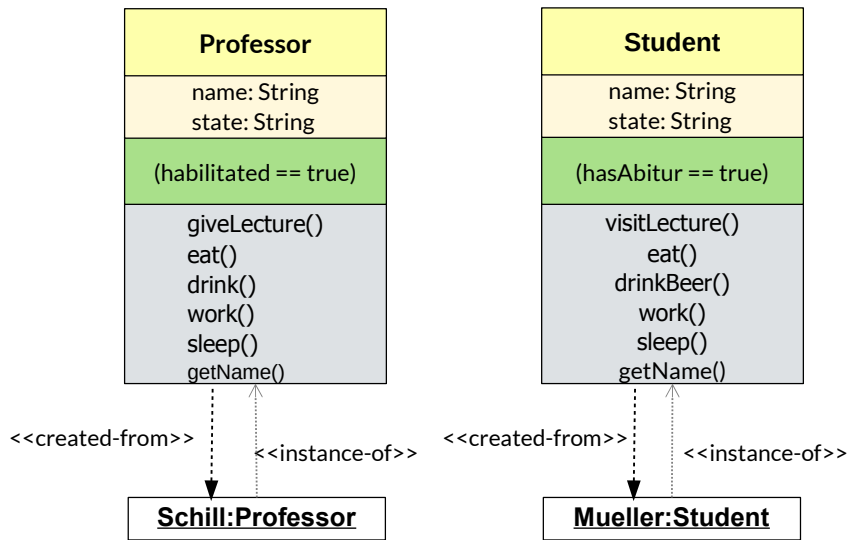 Professor
name: String
state: String
(habilitated == true)
giveLecture()
eat()
drink()
work()
sleep()
getName()
<<created-from>>
<<instance-of>>
Schill:Professor
Student
name: String
state: String
(hasAbitur == true)
visitLecture()
eat()
drinkBeer()
work()
sleep()
getName()
<<created-from>>
<<instance-of>>
Mueller:Student